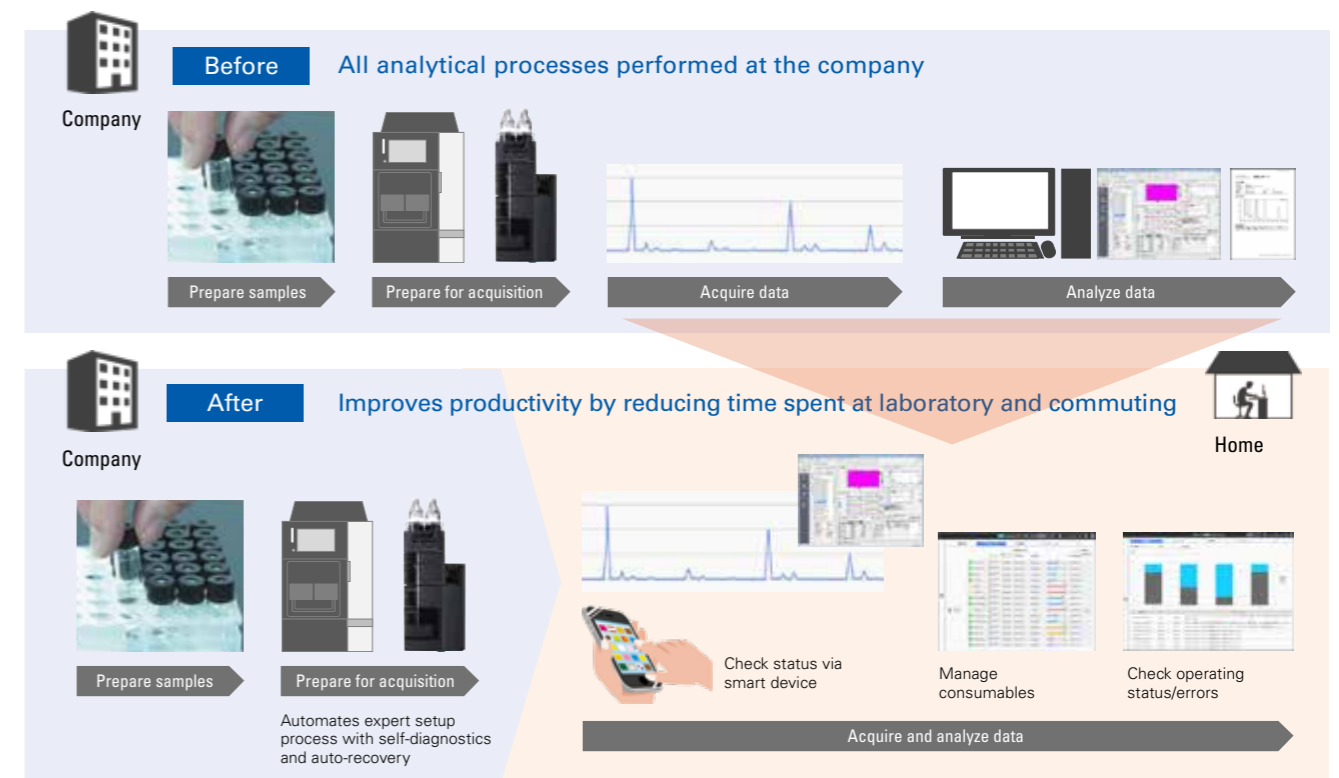 Before
All analytical processes performed at the company
Company
Prepare samples
Prepare for acquisition
Acquire data
Analyze data
After
Improves productivity by reducing time spent at laboratory and commuting
Company
Home
Prepare samples
Prepare for acquisition
Automates expert setup
process with self-diagnostics
and auto-recovery
Check status via
smart device
Manage
consumables
Check operating
status/errors
Acquire and analyze data